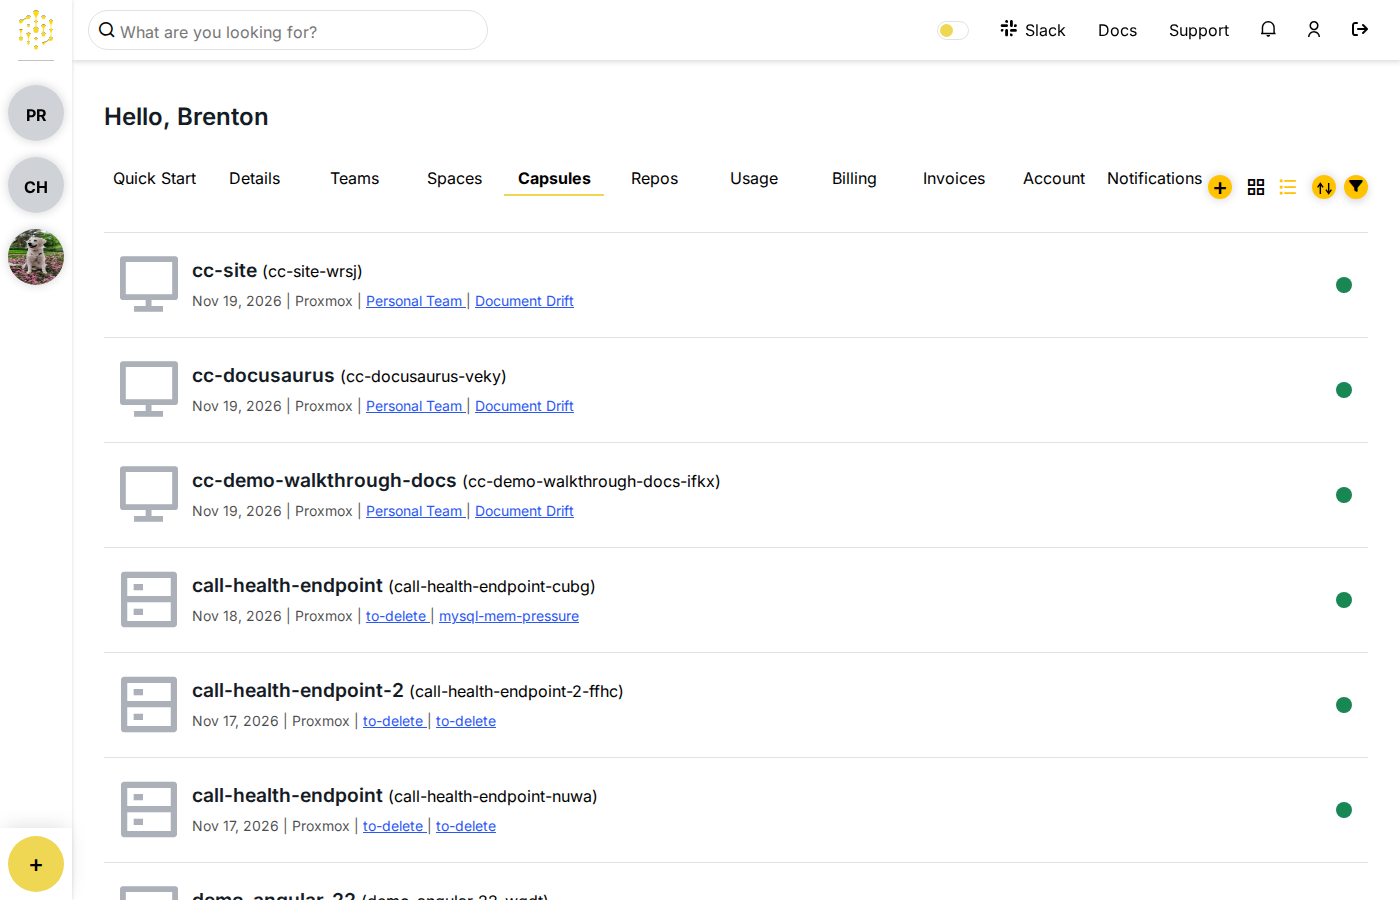 What are you looking for?
Slack
Docs
Support
PR
CH
Hello, Brenton
Quick Start
Details
Teams
Spaces
Capsules
Repos
Usage
Billing
Invoices
Account
Notifications
cc-site (cc-site-wrsj)
Nov 19, 2026 | Proxmox | Personal Team | Document Drift
cc-docusaurus (cc-docusaurus-veky)
Nov 19, 2026 | Proxmox | Personal Team | Document Drift
cc-demo-walkthrough-docs (cc-demo-walkthrough-docs-ifkx)
Nov 19, 2026 | Proxmox | Personal Team | Document Drift
call-health-endpoint (call-health-endpoint-cubg)
Nov 18, 2026 | Proxmox | to-delete | mysql-mem-pressure
call-health-endpoint-2 (call-health-endpoint-2-ffhc)
Nov 17, 2026 | Proxmox | to-delete | to-delete
call-health-endpoint (call-health-endpoint-nuwa)
Nov 17, 2026 | Proxmox | to-delete | to-delete
+